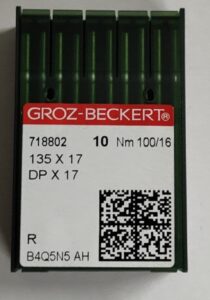 GROZ-BECKERT®
718802 10 Nm 100/16
135 X 17
DP X 17
R
B4Q5N5 AH